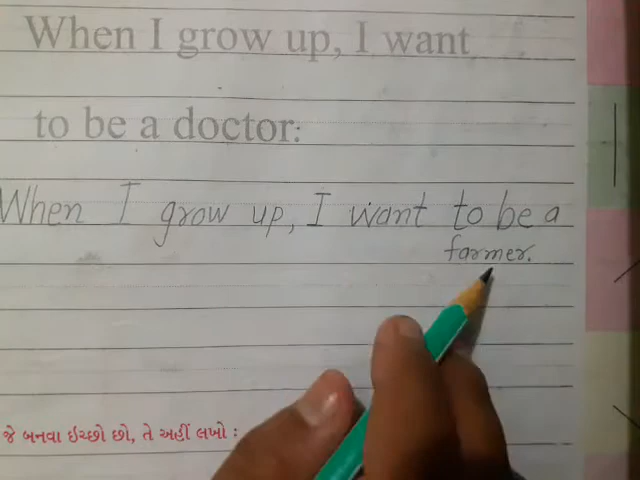 When I grow up, I want
to be a doctor.
When I grow up, I want to be a
farmer.
જે બનવા ઇચ્છો છો, તે અહીં લખો :